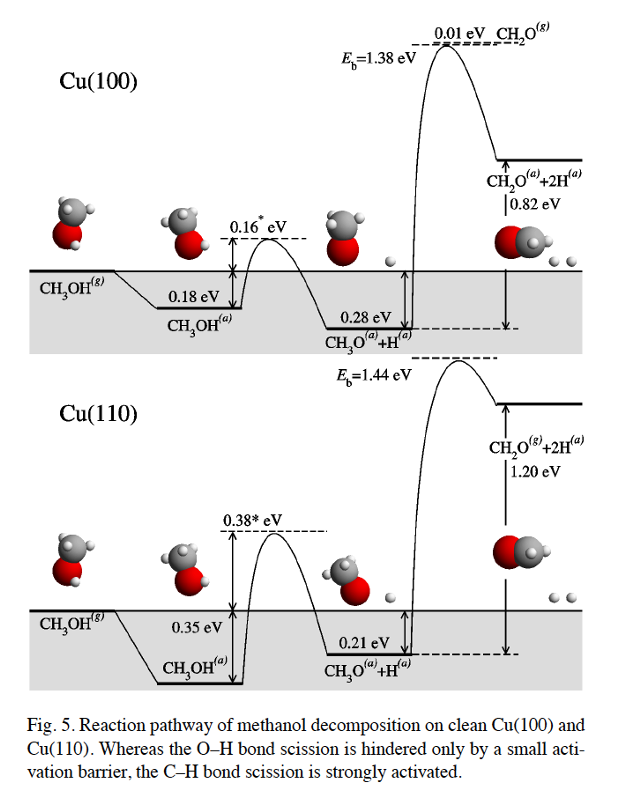 0.01 eV CH₂O⁽ᵍ⁾
E_b=1.38 eV
Cu(100)
CH₂O⁽ᵃ⁾+2H⁽ᵃ⁾
0.82 eV
0.16* eV
CH₃OH⁽ᵍ⁾
0.18 eV
CH₃OH⁽ᵃ⁾
0.28 eV
CH₃O⁽ᵃ⁾+H⁽ᵃ⁾
E_b=1.44 eV
Cu(110)
CH₂O⁽ᵍ⁾+2H⁽ᵃ⁾
1.20 eV
0.38* eV
CH₃OH⁽ᵍ⁾
0.35 eV
CH₃OH⁽ᵃ⁾
0.21 eV
CH₃O⁽ᵃ⁾+H⁽ᵃ⁾
Fig. 5. Reaction pathway of methanol decomposition on clean Cu(100) and
Cu(110). Whereas the O–H bond scission is hindered only by a small acti-
vation barrier, the C–H bond scission is strongly activated.